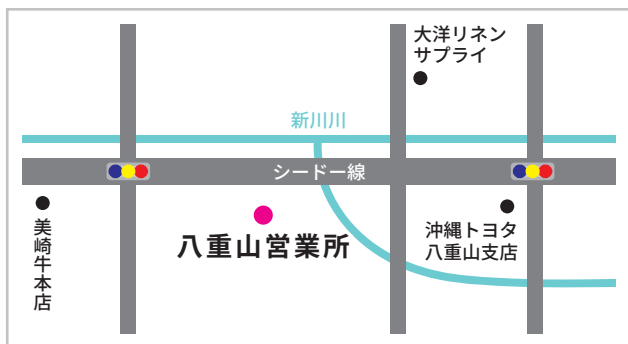 大洋リネン
サプライ
新川川
シードー線
美崎牛本店
八重山営業所
沖縄トヨタ
八重山支店